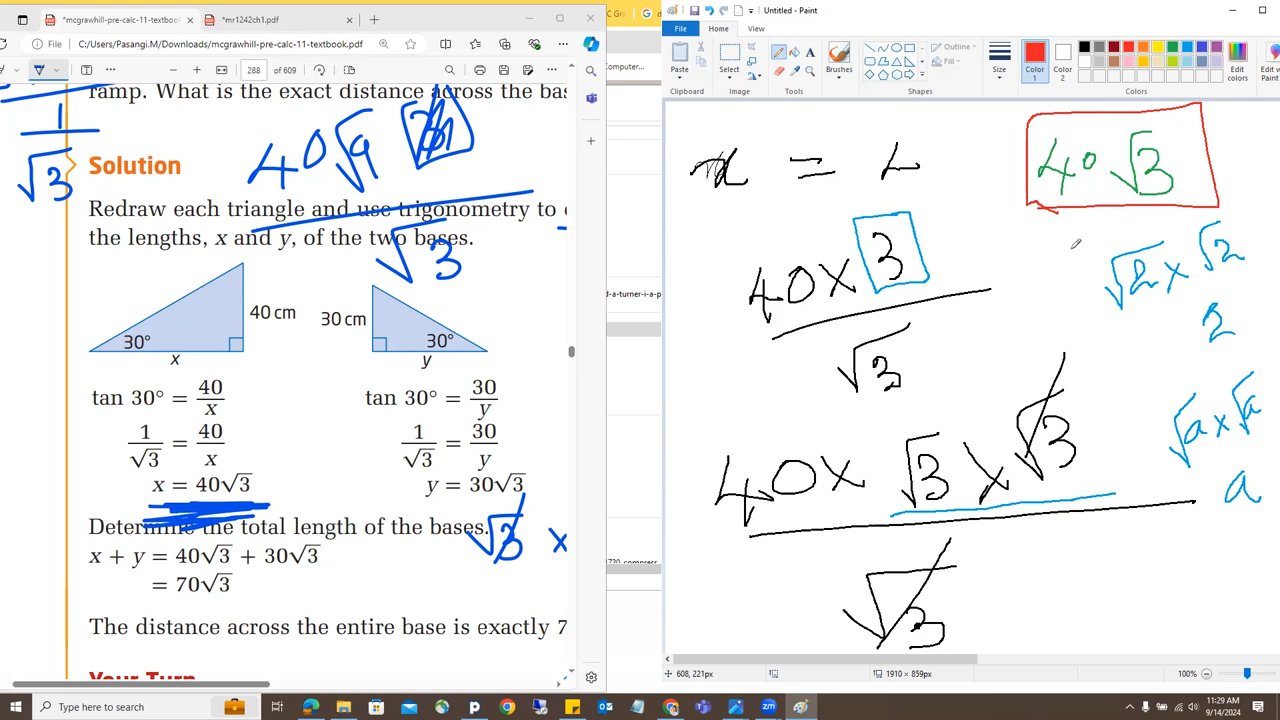 *mcgrawhill-pre-calc-11-textbook.p
*mr1242ch1.pdf
File
C:/Users/Pasangi.M/Downloads/mcgrawhill-pre-calc-11-textbook.pdf
288 of 609
ramp. What is the exact distance across the bas
1
√3
Solution
40√9
√3
Redraw each triangle and use trigonometry to
the lengths, x and y, of the two bases.
40 cm
30°
x
30 cm
30°
y
tan 30° = 40/x
1/√3 = 40/x
x = 40√3
tan 30° = 30/y
1/√3 = 30/y
y = 30√3
Determine the total length of the bases.
√3 x
x + y = 40√3 + 30√3
= 70√3
The distance across the entire base is exactly 7
Your Turn
Untitled - Paint
File Home View
Paste
Select
Brushes
Outline
Fill
Size
Color 1
Color 2
Edit colors
Clipboard
Image
Tools
Shapes
Colors
x = 4
40√3
40 x 3
√3
√2 x √2
2
40 x √3 x √3
√3
√a x √a
a
608, 221px
1910 × 859px
100%
Type here to search
11:29 AM
9/14/2024